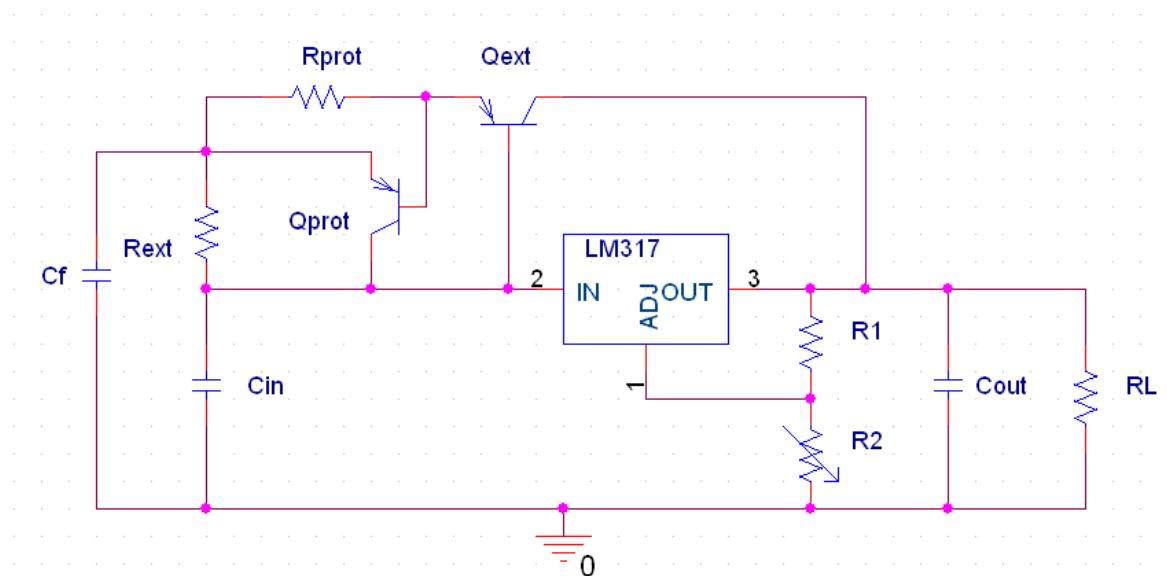 Rprot
Qext
Qprot
LM317
Rext
Cf
2
IN
ADJ
OUT
3
R1
1
Cin
Cout
RL
R2
0